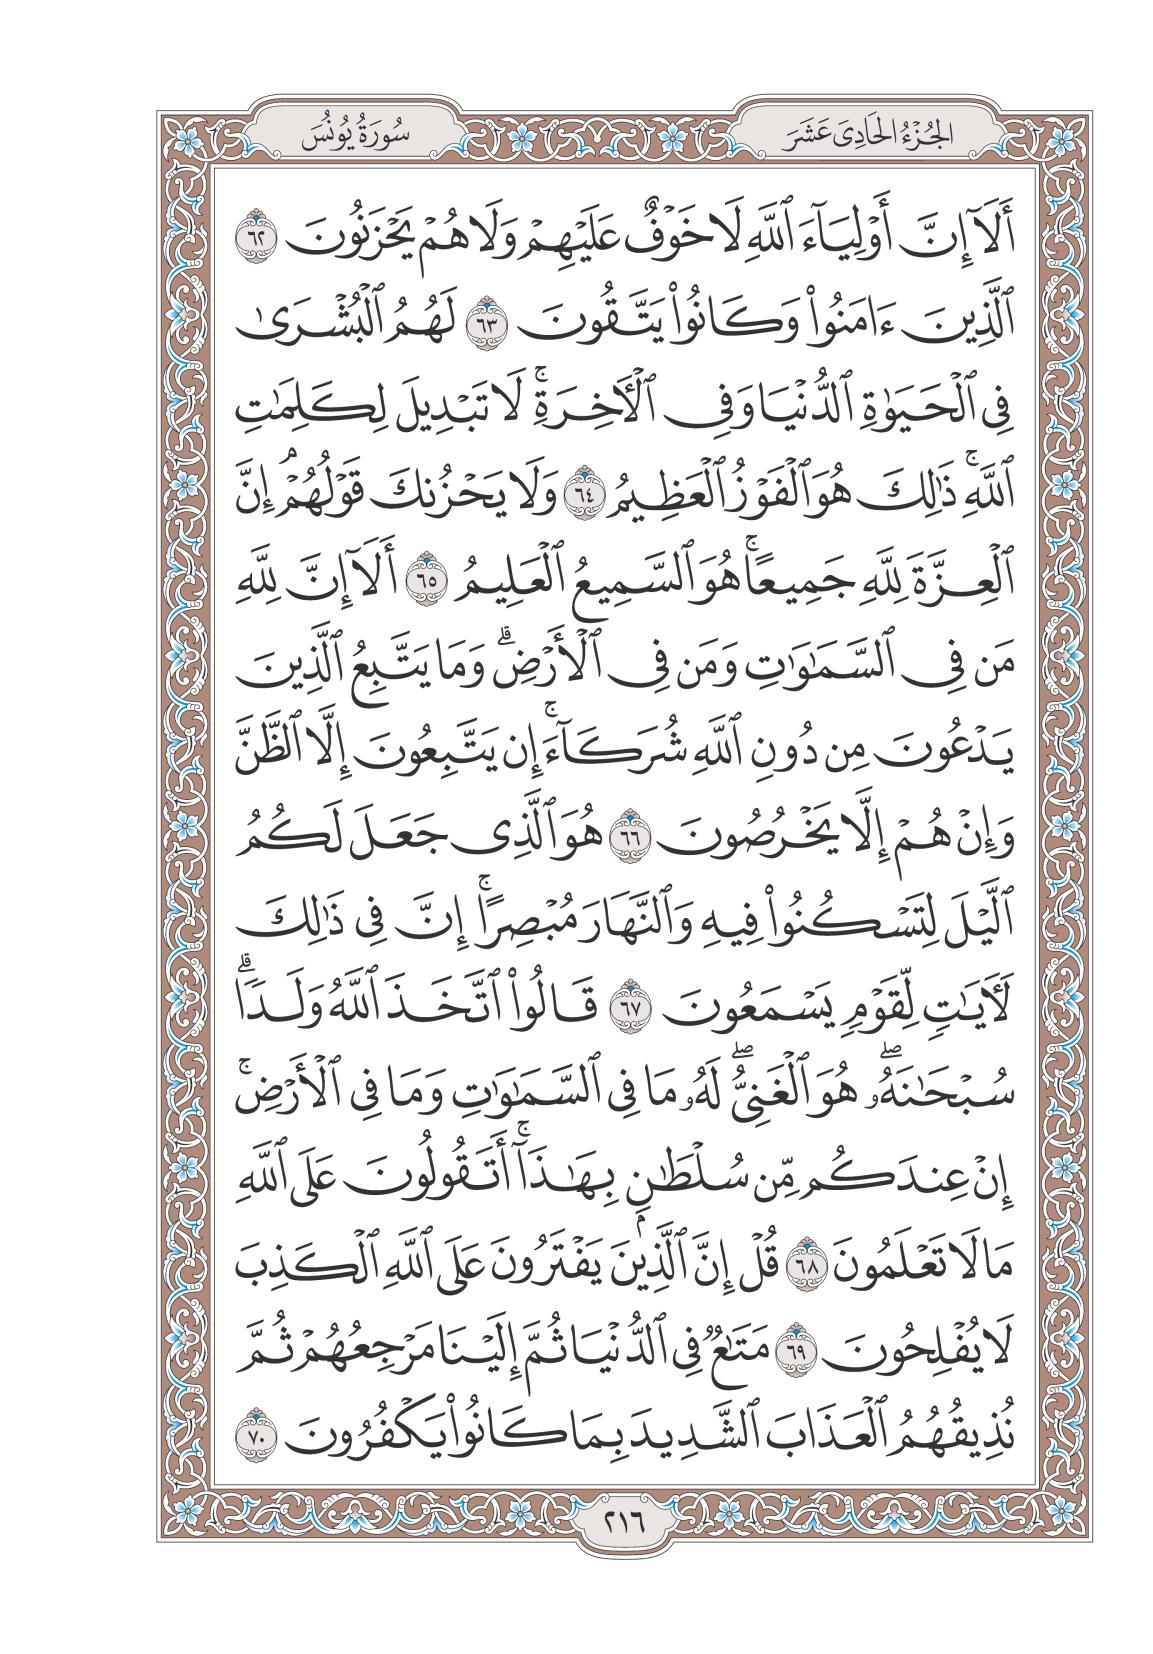 الجُزْءُ الحَادِيَ عَشَرَ
سُورَةُ يُونُسَ
أَلَآ إِنَّ أَوْلِيَآءَ ٱللَّهِ لَا خَوْفٌ عَلَيْهِمْ وَلَا هُمْ يَحْزَنُونَ ٦٢
ٱلَّذِينَ ءَامَنُوا۟ وَكَانُوا۟ يَتَّقُونَ ٦٣ لَهُمُ ٱلْبُشْرَىٰ
فِى ٱلْحَيَوٰةِ ٱلدُّنْيَا وَفِى ٱلْـَٔاخِرَةِ ۚ لَا تَبْدِيلَ لِكَلِمَـٰتِ
ٱللَّهِ ۚ ذَٰلِكَ هُوَ ٱلْفَوْزُ ٱلْعَظِيمُ ٦٤ وَلَا يَحْزُنكَ قَوْلُهُمْ ۘ إِنَّ
ٱلْعِزَّةَ لِلَّهِ جَمِيعًا ۚ هُوَ ٱلسَّمِيعُ ٱلْعَلِيمُ ٦٥ أَلَآ إِنَّ لِلَّهِ
مَن فِى ٱلسَّمَـٰوَٰتِ وَمَن فِى ٱلْأَرْضِ ۗ وَمَا يَتَّبِعُ ٱلَّذِينَ
يَدْعُونَ مِن دُونِ ٱللَّهِ شُرَكَآءَ ۚ إِن يَتَّبِعُونَ إِلَّا ٱلظَّنَّ
وَإِنْ هُمْ إِلَّا يَخْرُصُونَ ٦٦ هُوَ ٱلَّذِى جَعَلَ لَكُمُ
ٱلَّيْلَ لِتَسْكُنُوا۟ فِيهِ وَٱلنَّهَارَ مُبْصِرًا ۚ إِنَّ فِى ذَٰلِكَ
لَـَٔايَـٰتٍ لِّقَوْمٍ يَسْمَعُونَ ٦٧ قَالُوا۟ ٱتَّخَذَ ٱللَّهُ وَلَدًا ۗ
سُبْحَـٰنَهُۥ ۖ هُوَ ٱلْغَنِىُّ ۖ لَهُۥ مَا فِى ٱلسَّمَـٰوَٰتِ وَمَا فِى ٱلْأَرْضِ ۚ
إِنْ عِندَكُم مِّن سُلْطَـٰنٍۭ بِهَـٰذَآ ۚ أَتَقُولُونَ عَلَى ٱللَّهِ
مَا لَا تَعْلَمُونَ ٦٨ قُلْ إِنَّ ٱلَّذِينَ يَفْتَرُونَ عَلَى ٱللَّهِ ٱلْكَذِبَ
لَا يُفْلِحُونَ ٦٩ مَتَـٰعٌ فِى ٱلدُّنْيَا ثُمَّ إِلَيْنَا مَرْجِعُهُمْ ثُمَّ
نُذِيقُهُمُ ٱلْعَذَابَ ٱلشَّدِيدَ بِمَا كَانُوا۟ يَكْفُرُونَ ٧٠
٢١٦